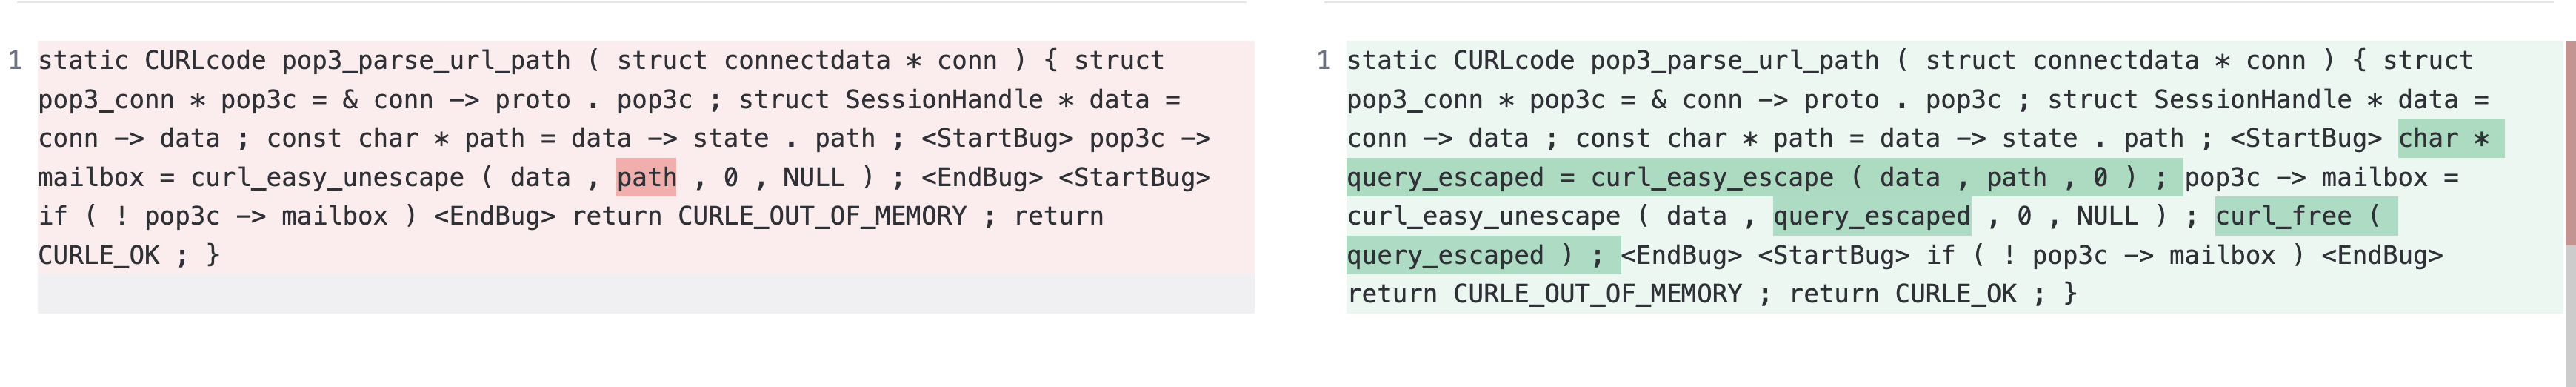 1
static CURLcode pop3_parse_url_path ( struct connectdata * conn ) { struct
pop3_conn * pop3c = & conn -> proto . pop3c ; struct SessionHandle * data =
conn -> data ; const char * path = data -> state . path ; <StartBug> pop3c ->
mailbox = curl_easy_unescape ( data , path , 0 , NULL ) ; <EndBug> <StartBug>
if ( ! pop3c -> mailbox ) <EndBug> return CURLE_OUT_OF_MEMORY ; return
CURLE_OK ; }
1
static CURLcode pop3_parse_url_path ( struct connectdata * conn ) { struct
pop3_conn * pop3c = & conn -> proto . pop3c ; struct SessionHandle * data =
conn -> data ; const char * path = data -> state . path ; <StartBug> char *
query_escaped = curl_easy_escape ( data , path , 0 ) ; pop3c -> mailbox =
curl_easy_unescape ( data , query_escaped , 0 , NULL ) ; curl_free (
query_escaped ) ; <EndBug> <StartBug> if ( ! pop3c -> mailbox ) <EndBug>
return CURLE_OUT_OF_MEMORY ; return CURLE_OK ; }